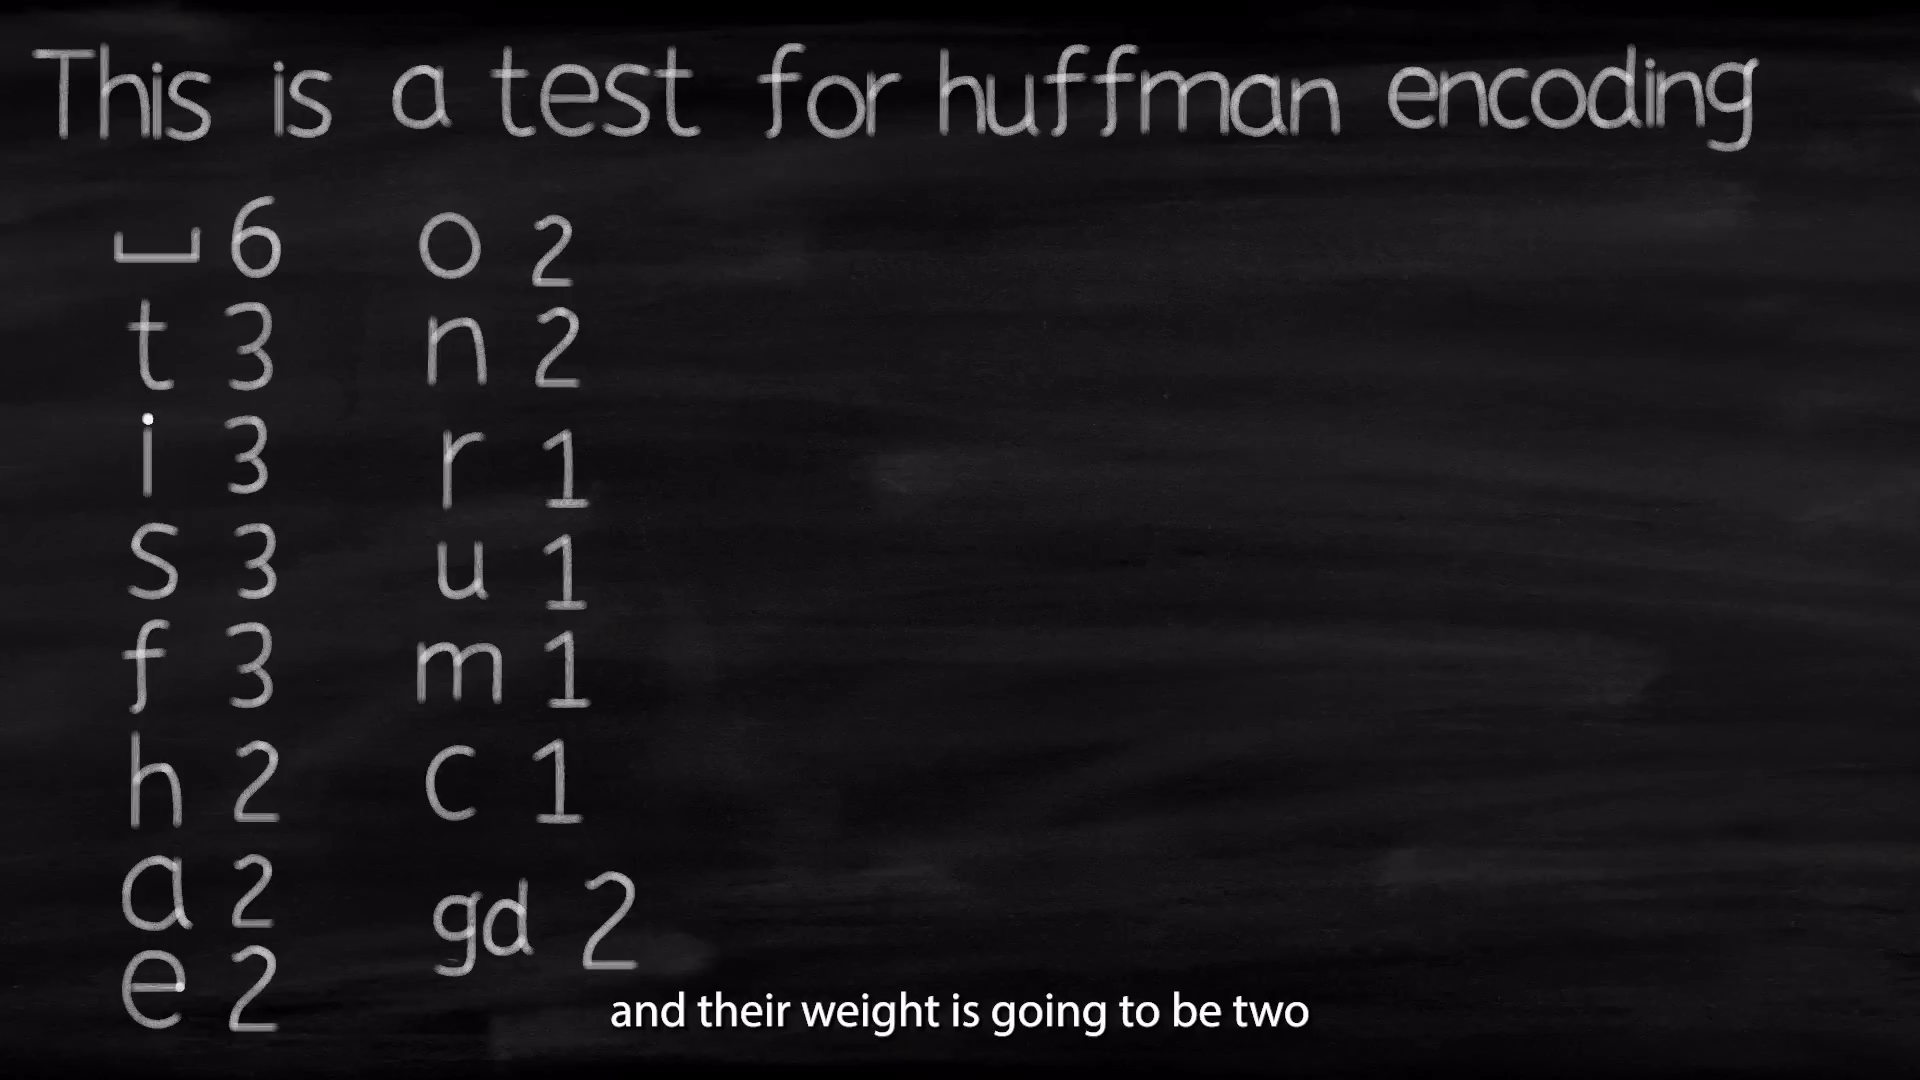 This is a test for huffman encoding
⎵ 6
t 3
i 3
s 3
f 3
h 2
a 2
e 2
o 2
n 2
r 1
u 1
m 1
c 1
gd 2
and their weight is going to be two